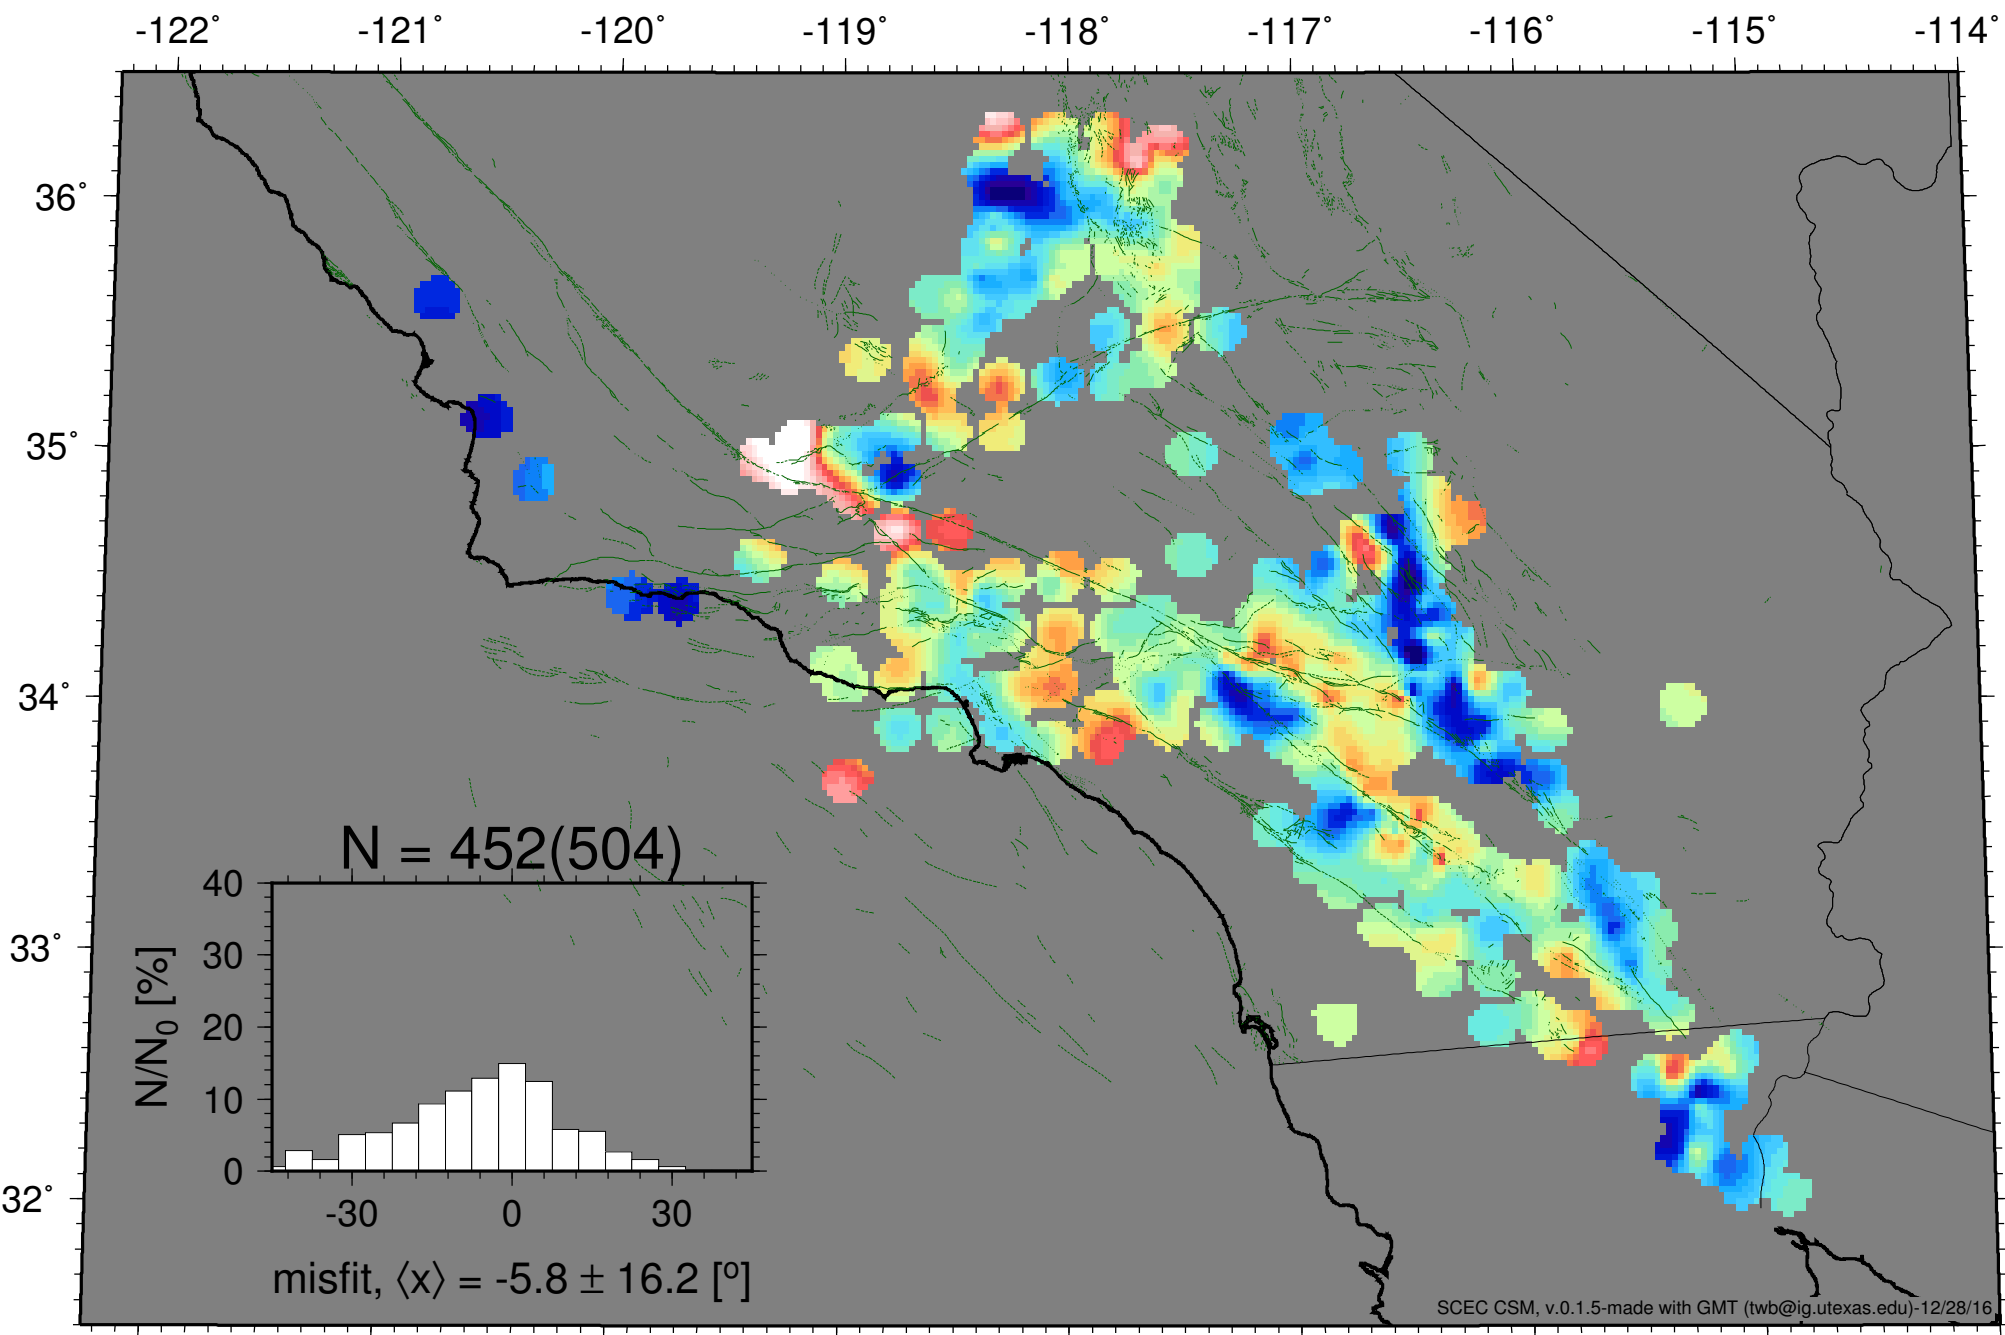 -122° -121° -120° -119° -118° -117° -116° -115° -114°
36°
35°
34°
33°
32°
N = 452(504)
40
30
20
10
0
N/N0 [%]
-30 0 30
misfit, ⟨x⟩ = -5.8 ± 16.2 [°]
SCEC CSM, v.0.1.5-made with GMT (twb@ig.utexas.edu)-12/28/16